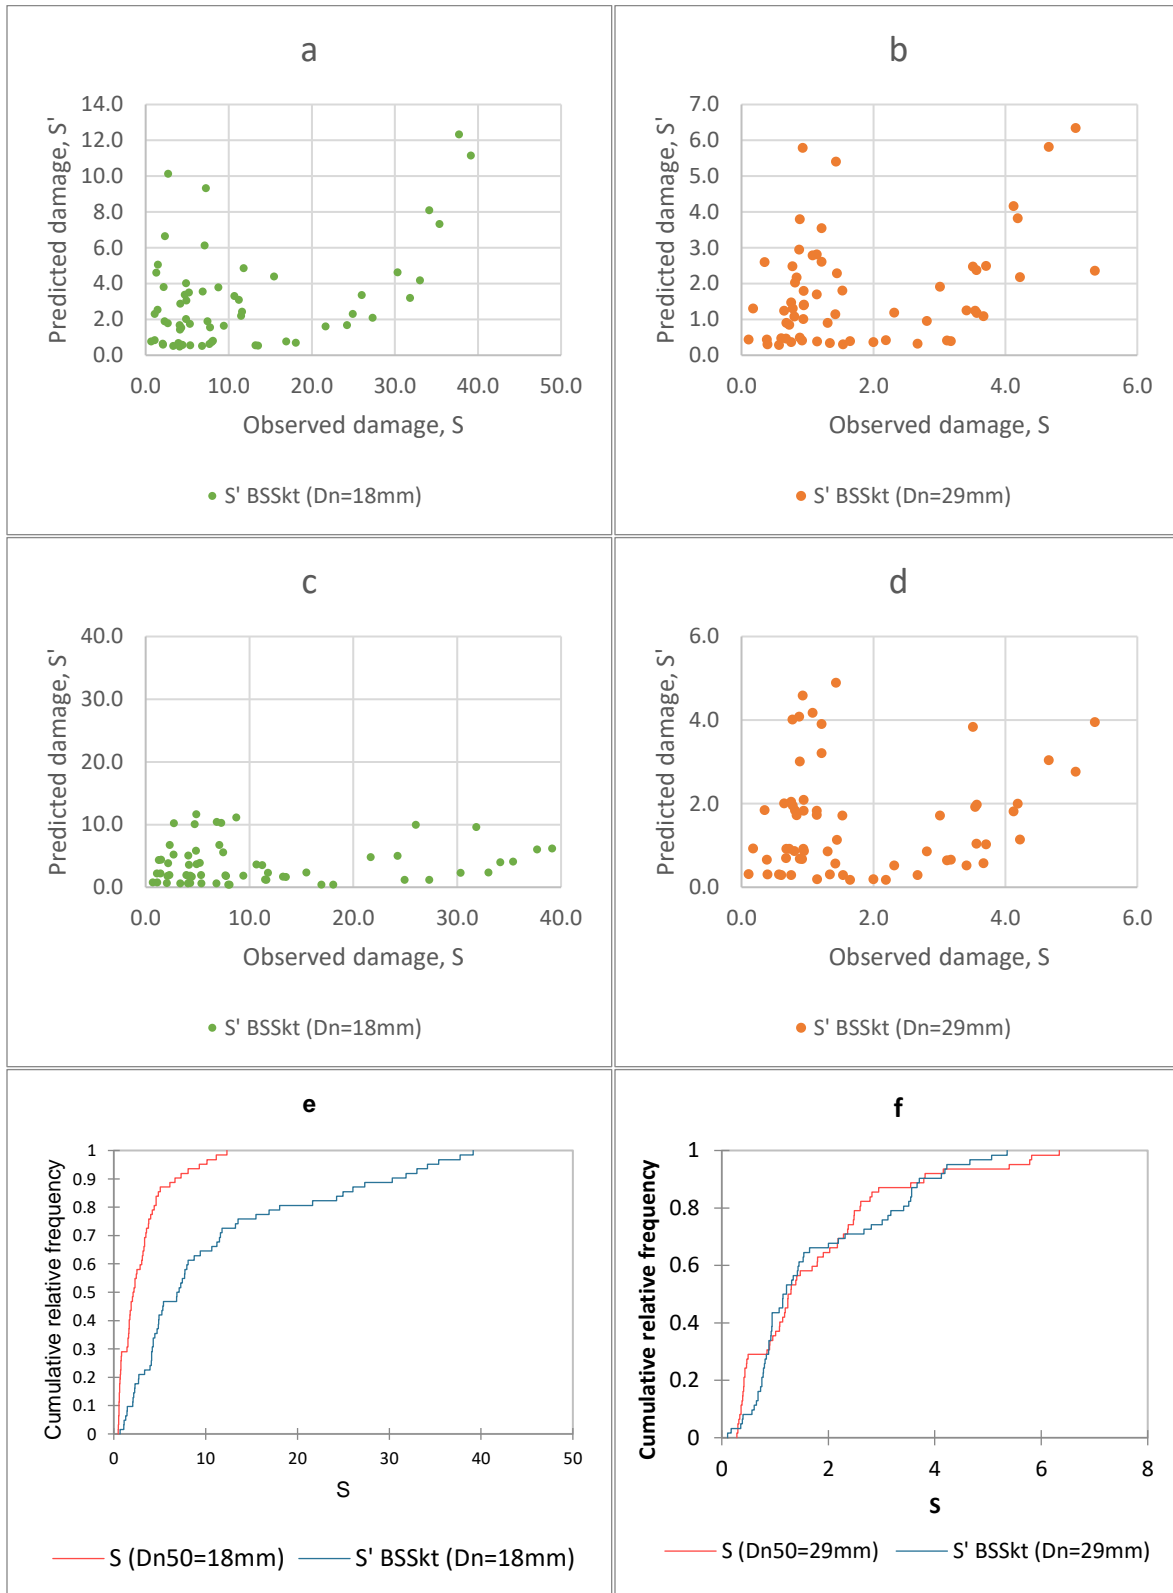 a
14.0
12.0
10.0
8.0
6.0
4.0
2.0
0.0
Predicted damage, S'
0.0 10.0 20.0 30.0 40.0 50.0
Observed damage, S
S' BSSkt (Dn=18mm)
b
7.0
6.0
5.0
4.0
3.0
2.0
1.0
0.0
Predicted damage, S'
0.0 2.0 4.0 6.0
Observed damage, S
S' BSSkt (Dn=29mm)
c
40.0
30.0
20.0
10.0
0.0
Predicted damage, S'
0.0 10.0 20.0 30.0 40.0
Observed damage, S
S' BSSkt (Dn=18mm)
d
6.0
4.0
2.0
0.0
Predicted damage, S'
0.0 2.0 4.0 6.0
Observed damage, S
S' BSSkt (Dn=29mm)
e
1
0.9
0.8
0.7
0.6
0.5
0.4
0.3
0.2
0.1
0
Cumulative relative frequency
0 10 20 30 40 50
S
S (Dn50=18mm) S' BSSkt (Dn=18mm)
f
1
0.8
0.6
0.4
0.2
0
Cumulative relative frequency
0 2 4 6 8
S
S (Dn50=29mm) S' BSSkt (Dn=29mm)